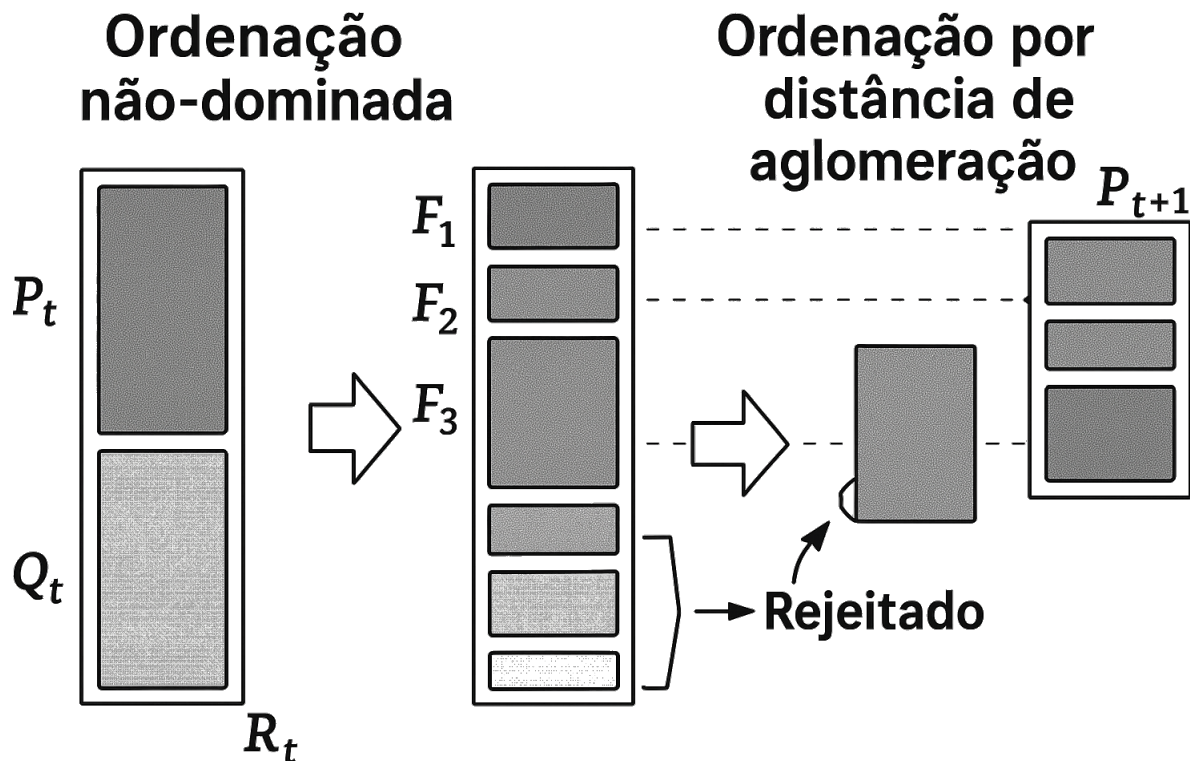 Ordenação
não-dominada
Ordenação por
distância de
aglomeração
P_{t+1}
F_1
P_t
F_2
F_3
Q_t
Rejeitado
R_t